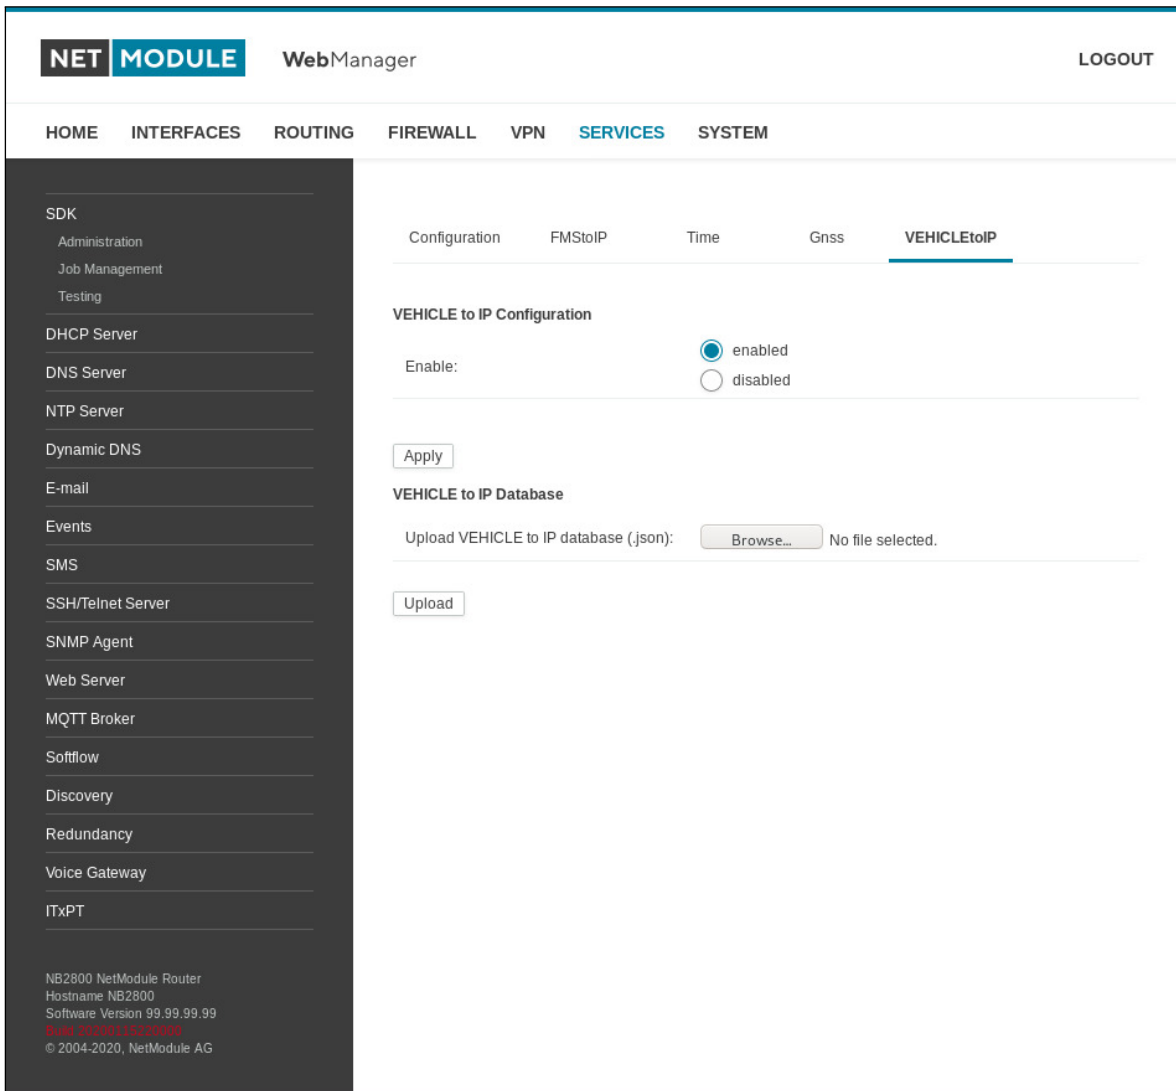 NET MODULE WebManager LOGOUT
HOME INTERFACES ROUTING FIREWALL VPN SERVICES SYSTEM
SDK
Administration
Job Management
Testing
DHCP Server
DNS Server
NTP Server
Dynamic DNS
E-mail
Events
SMS
SSH/Telnet Server
SNMP Agent
Web Server
MQTT Broker
Softflow
Discovery
Redundancy
Voice Gateway
ITxPT
NB2800 NetModule Router
Hostname NB2800
Software Version 99.99.99.99
Build
© 2004-2020, NetModule AG
Configuration FMStoIP Time Gnss VEHICLEtoIP
VEHICLE to IP Configuration
Enable:
enabled
disabled
Apply
VEHICLE to IP Database
Upload VEHICLE to IP database (.json): Browse... No file selected.
Upload